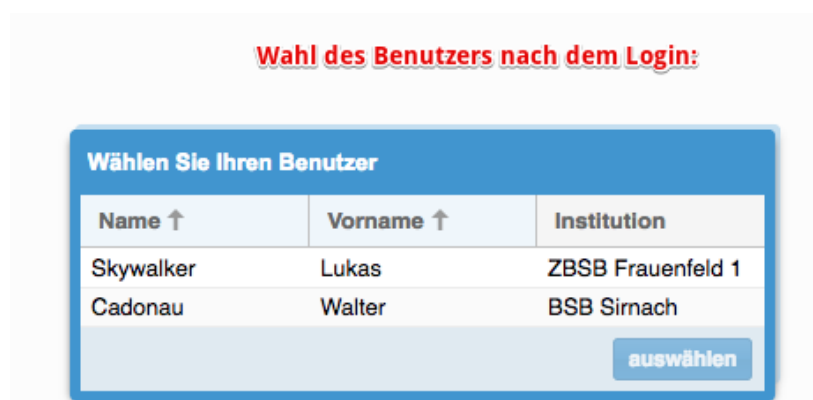 Wahl des Benutzers nach dem Login:
Wählen Sie Ihren Benutzer
Name ↑ Vorname ↑ Institution
Skywalker Lukas ZBSB Frauenfeld 1
Cadonau Walter BSB Sirnach
auswählen